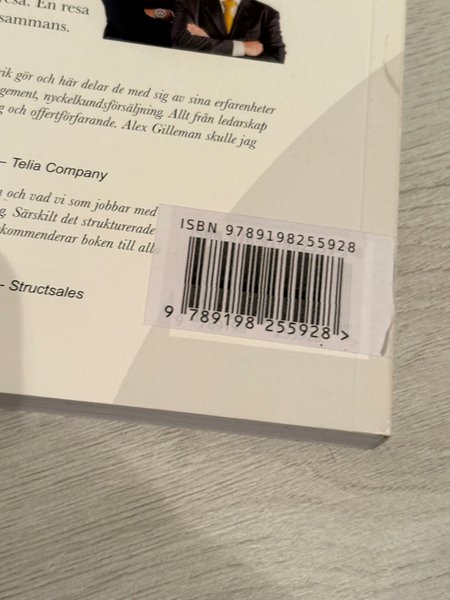 resa. En resa
sammans.
rik gör och här delar de med sig av sina erfarenheter
gement, nyckelkundsförsäljning. Allt från ledarskap
g och offertförfarande. Alex Gilleman skulle jag
– Telia Company
n och vad vi som jobbar med
g. Särskilt det strukturerade
kommenderar boken till all
- Structsales
ISBN 9789198255928
9 789198 255928 >